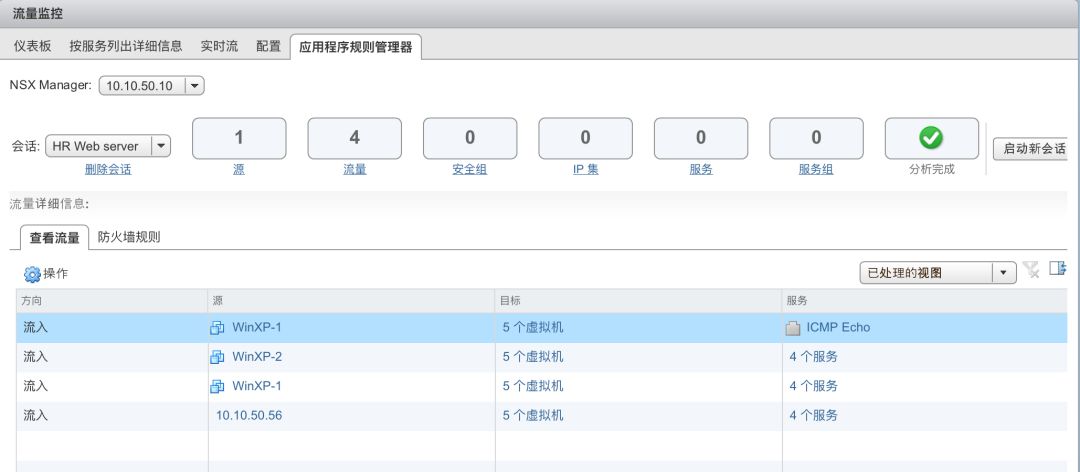 流量监控
仪表板 按服务列出详细信息 实时流 配置 应用程序规则管理器
NSX Manager: 10.10.50.10
会话: HR Web server 1 4 0 0 0 0 启动新会话
删除会话 源 流量 安全组 IP 集 服务 服务组 分析完成
流量详细信息:
查看流量 防火墙规则
操作 已处理的视图
方向 源 目标 服务
流入 WinXP-1 5 个虚拟机 ICMP Echo
流入 WinXP-2 5 个虚拟机 4 个服务
流入 WinXP-1 5 个虚拟机 4 个服务
流入 10.10.50.56 5 个虚拟机 4 个服务